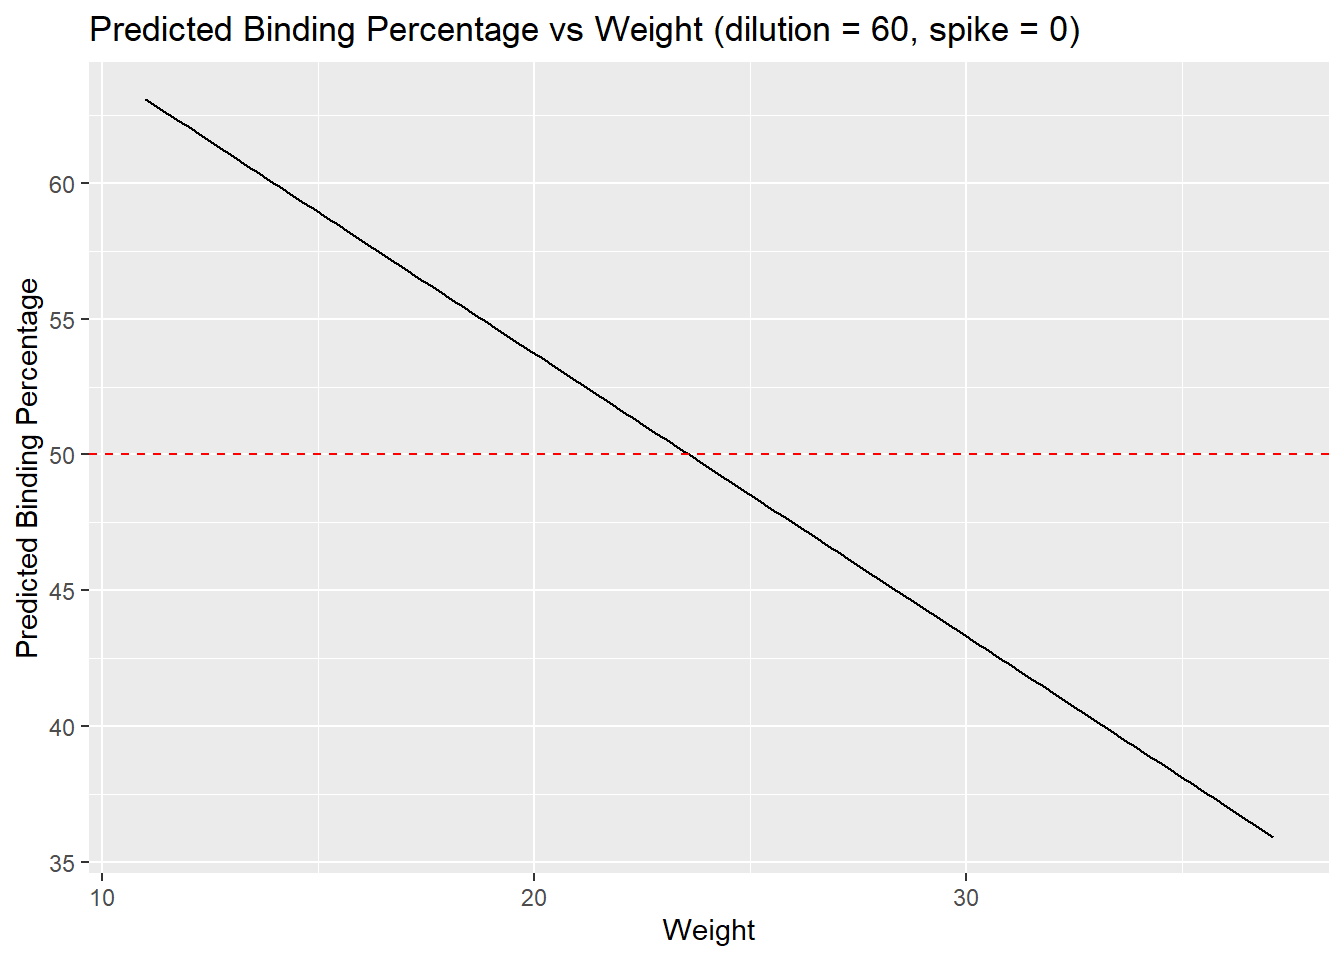 Predicted Binding Percentage vs Weight (dilution = 60, spike = 0)
Predicted Binding Percentage
60
55
50
45
40
35
10 20 30
Weight